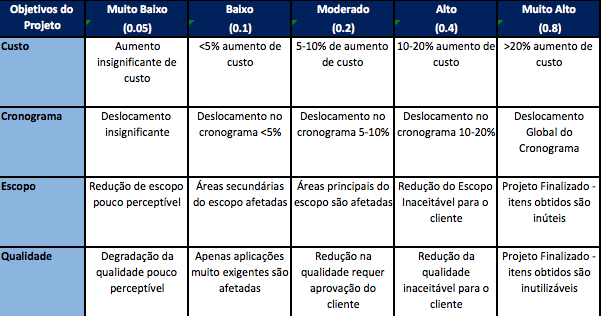 Objetivos do Projeto | Muito Baixo (0.05) | Baixo (0.1) | Moderado (0.2) | Alto (0.4) | Muito Alto (0.8)
Custo | Aumento insignificante de custo | <5% aumento de custo | 5-10% de aumento de custo | 10-20% aumento de custo | >20% aumento de custo
Cronograma | Deslocamento insignificante | Deslocamento no cronograma <5% | Deslocamento no cronograma 5-10% | Deslocamento no cronograma 10-20% | Deslocamento Global do Cronograma
Escopo | Redução de escopo pouco perceptível | Áreas secundárias do escopo afetadas | Áreas principais do escopo são afetadas | Redução do Escopo Inaceitável para o cliente | Projeto Finalizado - itens obtidos são inúteis
Qualidade | Degradação da qualidade pouco perceptível | Apenas aplicações muito exigentes são afetadas | Redução na qualidade requer aprovação do cliente | Redução da qualidade inaceitável para o cliente | Projeto Finalizado - itens obtidos são inutilizáveis